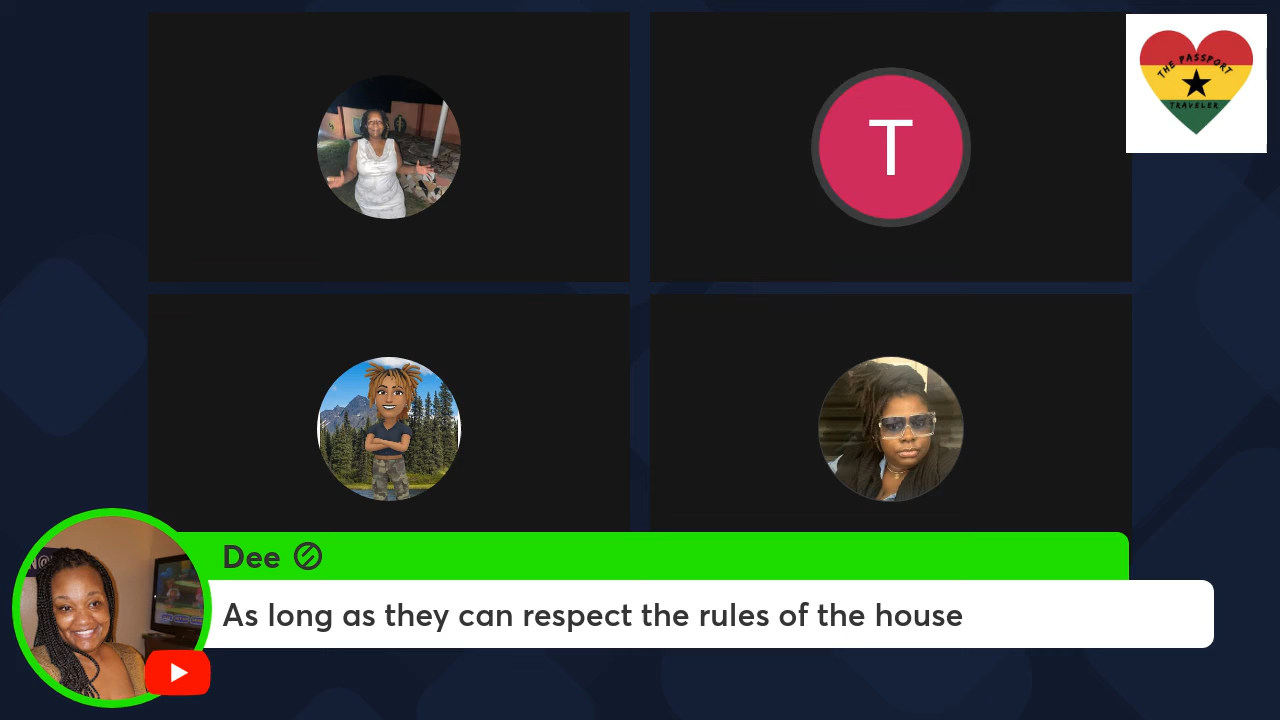 THE PASSPORT
TRAVELER
T
Dee
As long as they can respect the rules of the house